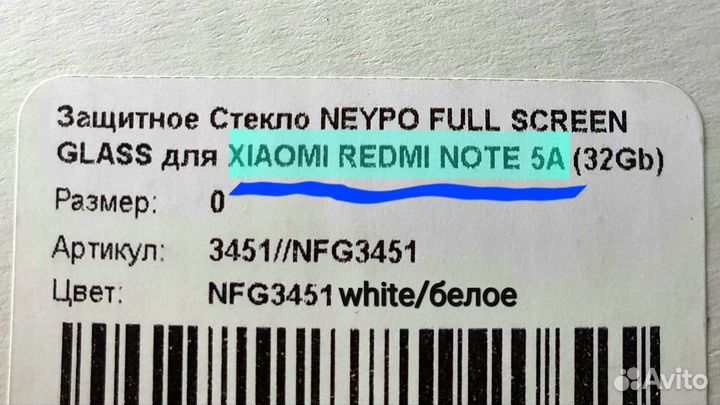 Защитное Стекло NEYPO FULL SCREEN
GLASS для XIAOMI REDMI NOTE 5A (32Gb)
Размер: 0
Артикул: 3451//NFG3451
Цвет: NFG3451 white/белое
Avito